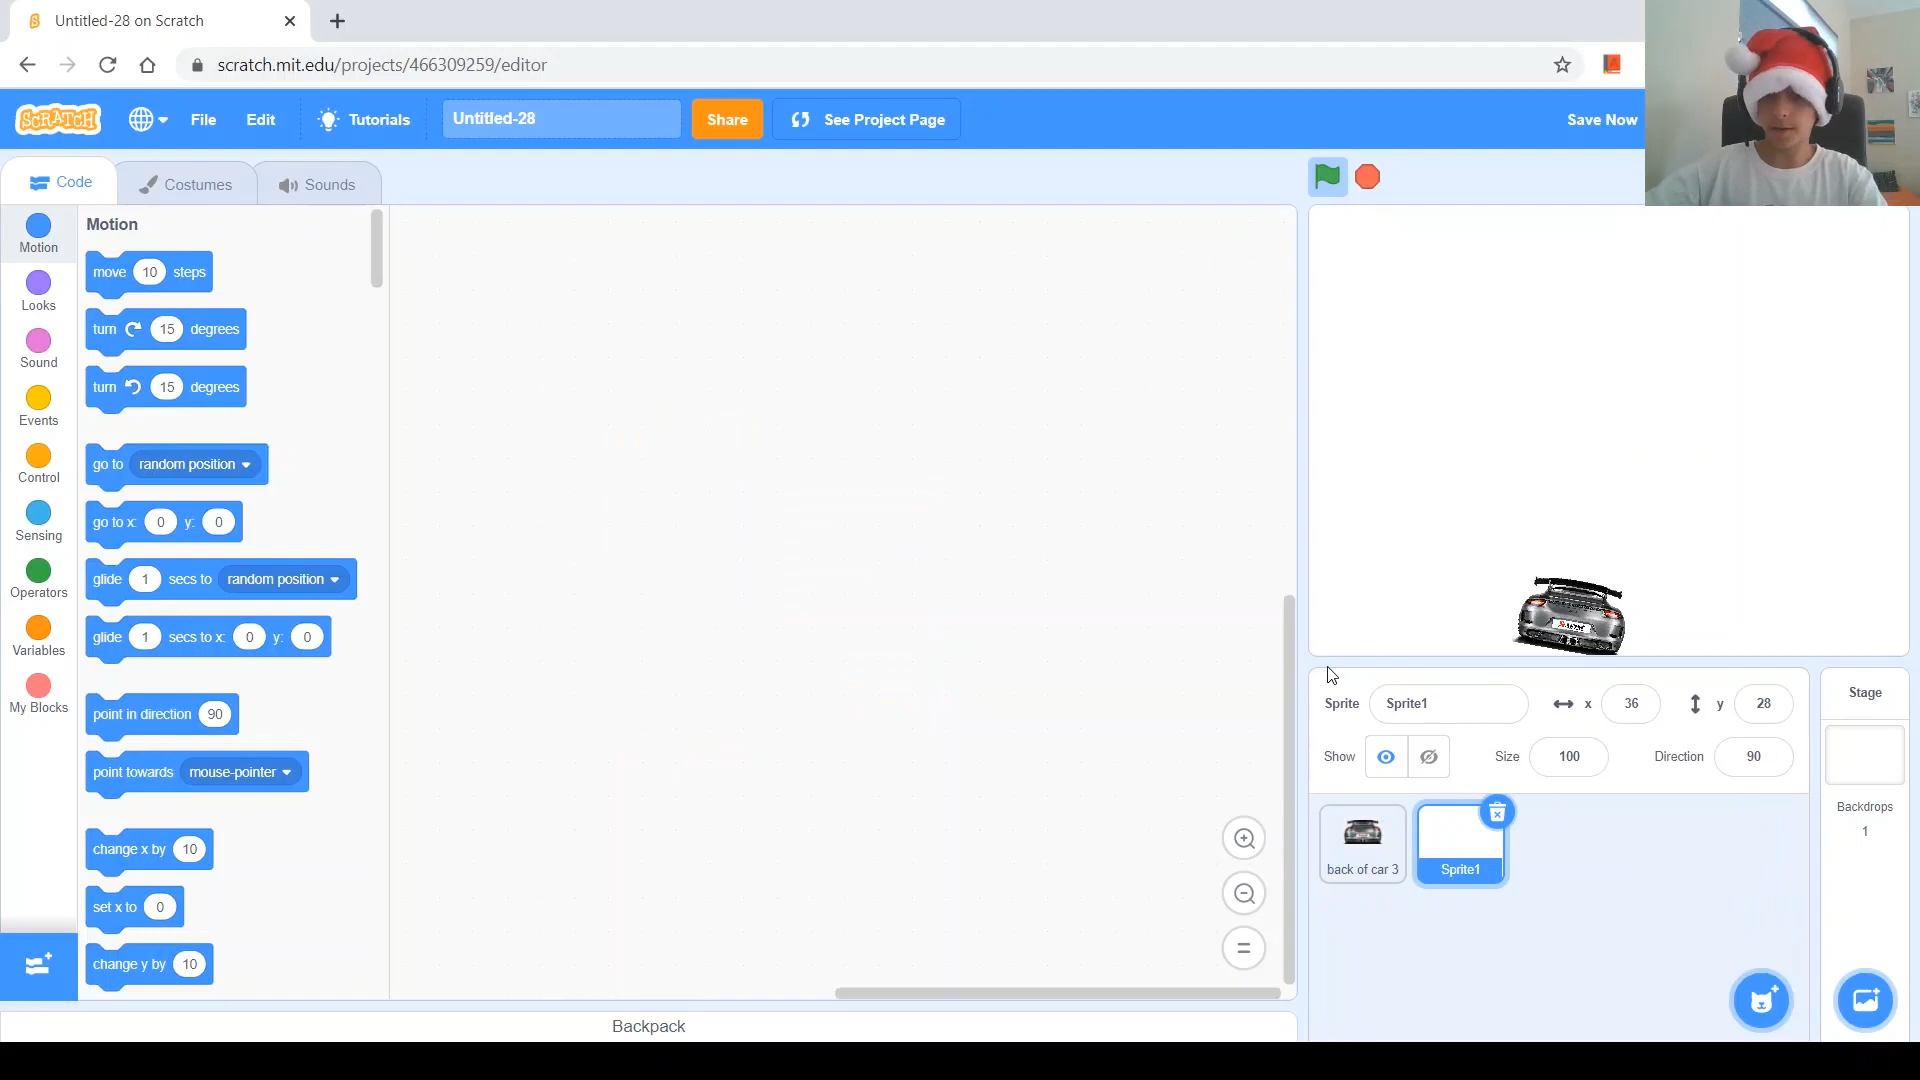 Untitled-28 on Scratch
scratch.mit.edu/projects/466309259/editor
SCRATCH
File
Edit
Tutorials
Untitled-28
Share
See Project Page
Save Now
Code
Costumes
Sounds
Motion
Looks
Sound
Events
Control
Sensing
Operators
Variables
My Blocks
Motion
move 10 steps
turn 15 degrees
turn 15 degrees
go to random position
go to x: 0 y: 0
glide 1 secs to random position
glide 1 secs to x: 0 y: 0
point in direction 90
point towards mouse-pointer
change x by 10
set x to 0
change y by 10
Backpack
Sprite Sprite1 x 36 y 28
Show Size 100 Direction 90
back of car 3
Sprite1
Stage
Backdrops
1